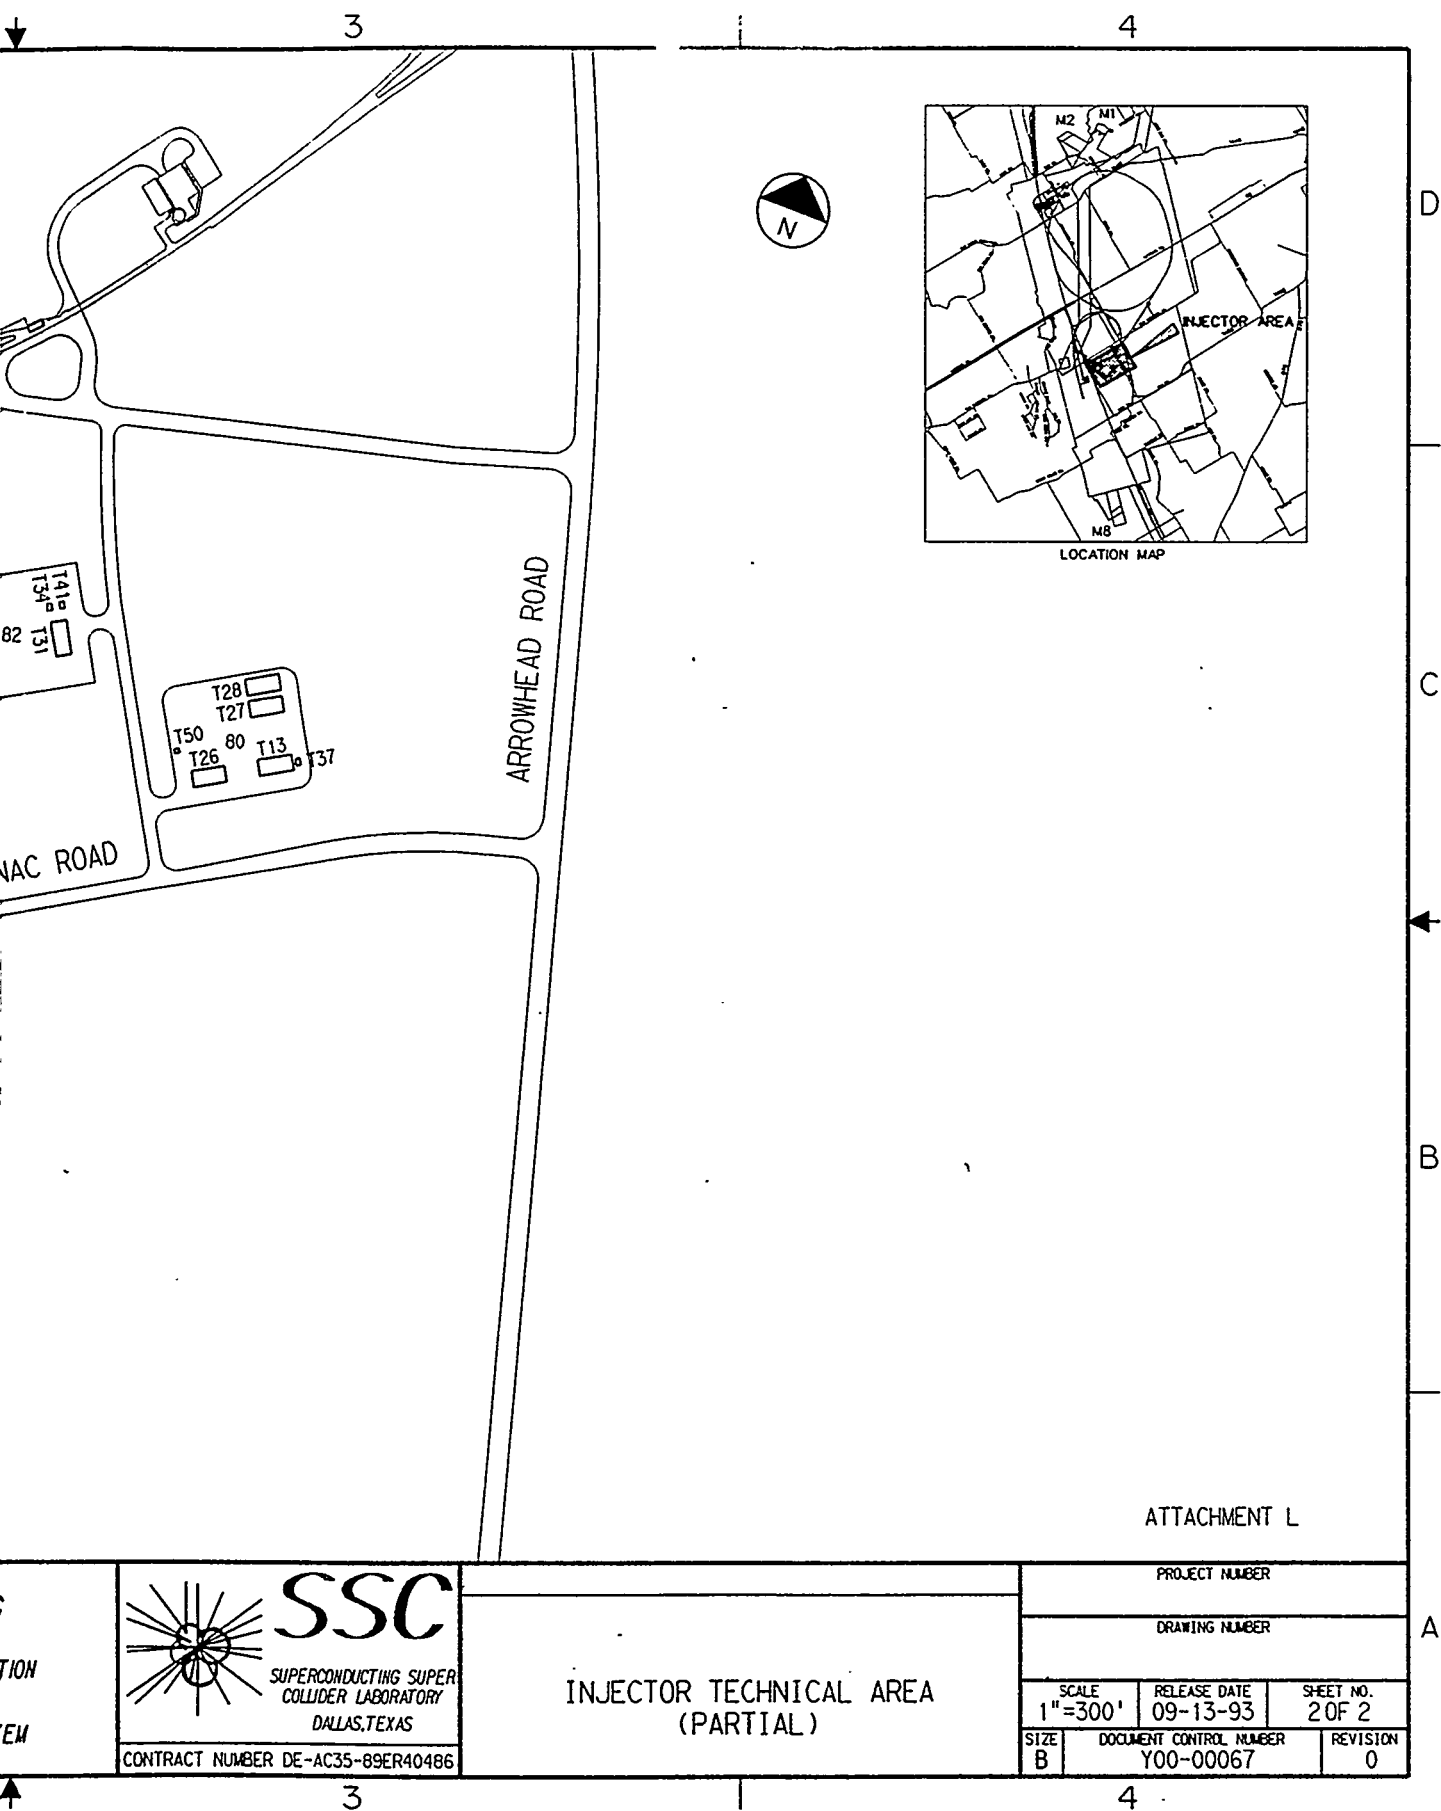 3
4
D
M2
M1
N
INJECTOR AREA
M8
LOCATION MAP
ARROWHEAD ROAD
T41
T34
82
T31
C
T28
T27
T50
80
T13
T26
T37
NAC ROAD
B
ATTACHMENT L
A
TION
EM
SSC
SUPERCONDUCTING SUPER
COLLIDER LABORATORY
DALLAS, TEXAS
CONTRACT NUMBER DE-AC35-89ER40486
INJECTOR TECHNICAL AREA
(PARTIAL)
PROJECT NUMBER
DRAWING NUMBER
SCALE
1"=300'
RELEASE DATE
09-13-93
SHEET NO.
2 OF 2
SIZE
B
DOCUMENT CONTROL NUMBER
Y00-00067
REVISION
0
3
4